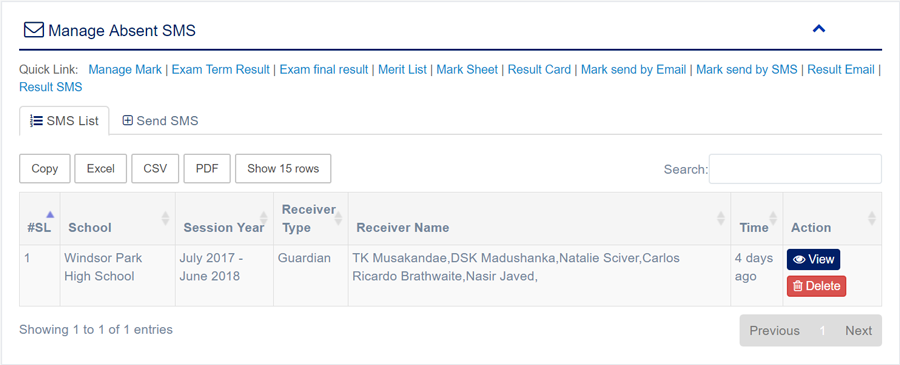 Manage Absent SMS
Quick Link: Manage Mark | Exam Term Result | Exam final result | Merit List | Mark Sheet | Result Card | Mark send by Email | Mark send by SMS | Result Email |
Result SMS
SMS List Send SMS
Copy Excel CSV PDF Show 15 rows Search:
#SL School Session Year Receiver Type Receiver Name Time Action
1 Windsor Park High School July 2017 - June 2018 Guardian TK Musakandae,DSK Madushanka,Natalie Sciver,Carlos Ricardo Brathwaite,Nasir Javed, 4 days ago View
Delete
Showing 1 to 1 of 1 entries Previous 1 Next